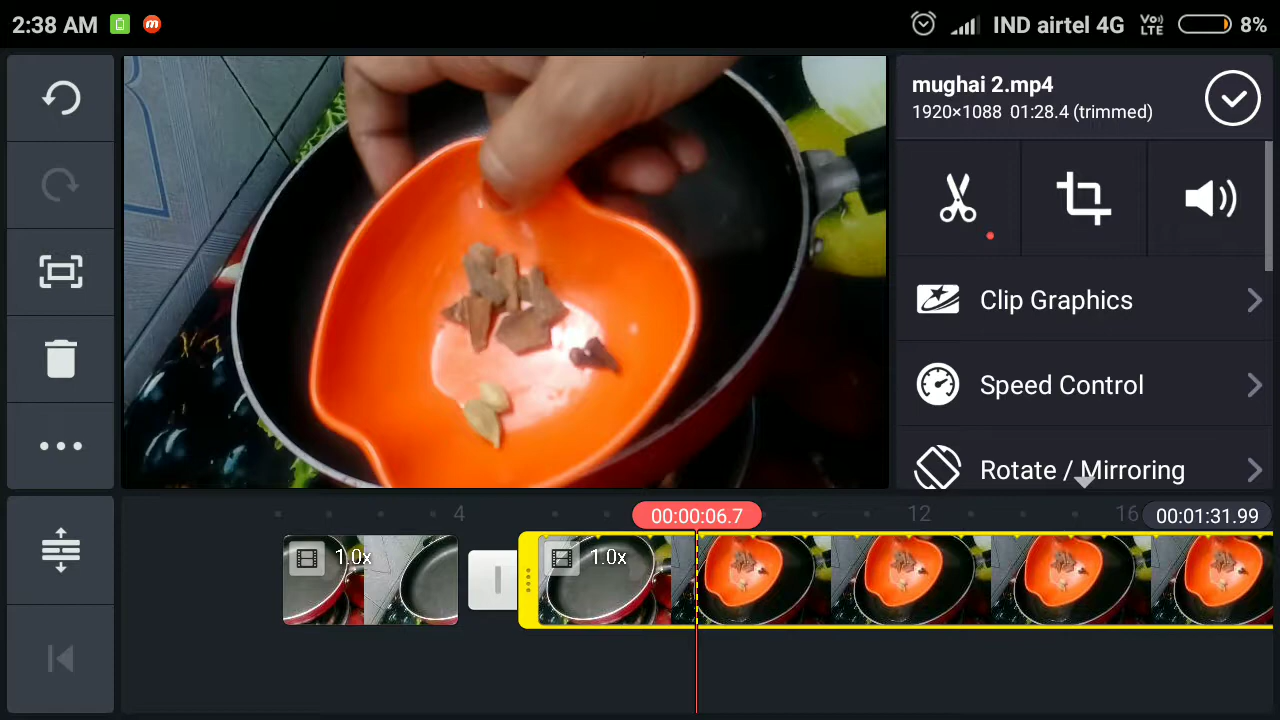 2:38 AM m IND airtel 4G Vo)) LTE 8%
mughai 2.mp4
1920×1088 01:28.4 (trimmed)
Clip Graphics
Speed Control
Rotate / Mirroring
4 00:00:06.7 12 16 00:01:31.99
1.0x 1.0x